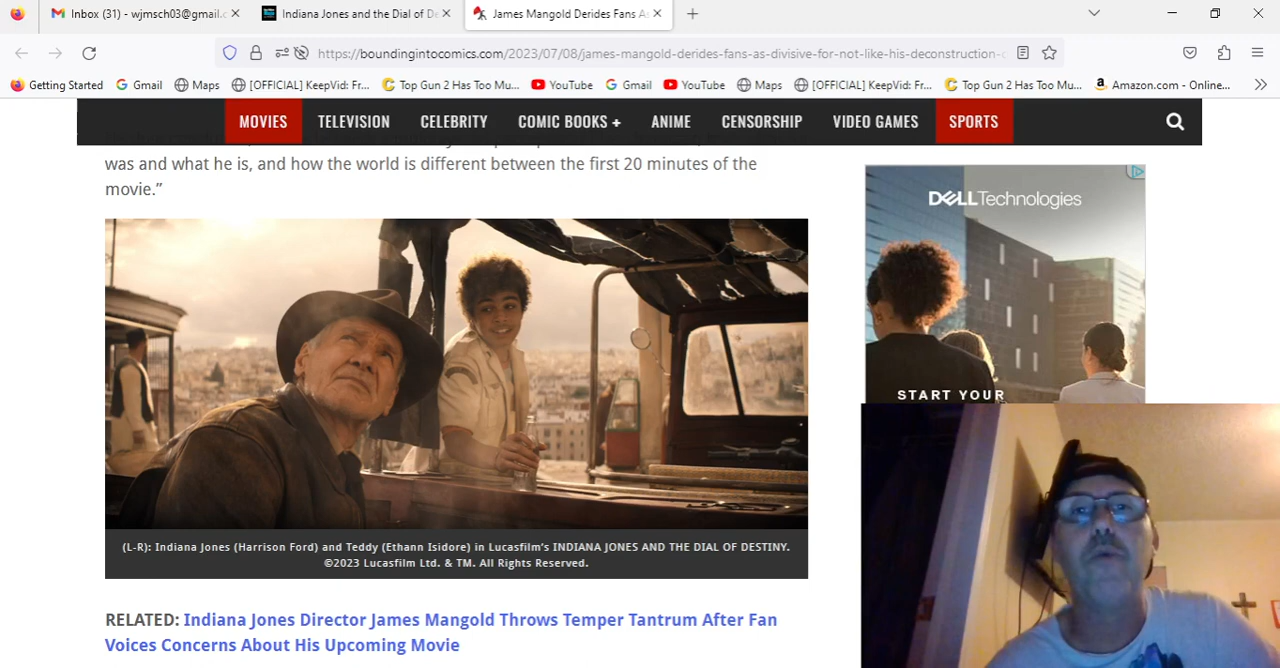 Inbox (31) - wjmsch03@gmail.c
Indiana Jones and the Dial of De
James Mangold Derides Fans As
https://boundingintocomics.com/2023/07/08/james-mangold-derides-fans-as-divisive-for-not-like-his-deconstruction-c
Getting Started
Gmail
Maps
[OFFICIAL] KeepVid: Fr...
Top Gun 2 Has Too Mu...
YouTube
Gmail
YouTube
Maps
[OFFICIAL] KeepVid: Fr...
Top Gun 2 Has Too Mu...
Amazon.com - Online...
MOVIES TELEVISION CELEBRITY COMIC BOOKS + ANIME CENSORSHIP VIDEO GAMES SPORTS
was and what he is, and how the world is different between the first 20 minutes of the
movie.”
DELLTechnologies
START YOUR
(L-R): Indiana Jones (Harrison Ford) and Teddy (Ethann Isidore) in Lucasfilm's INDIANA JONES AND THE DIAL OF DESTINY.
©2023 Lucasfilm Ltd. & TM. All Rights Reserved.
RELATED: Indiana Jones Director James Mangold Throws Temper Tantrum After Fan
Voices Concerns About His Upcoming Movie